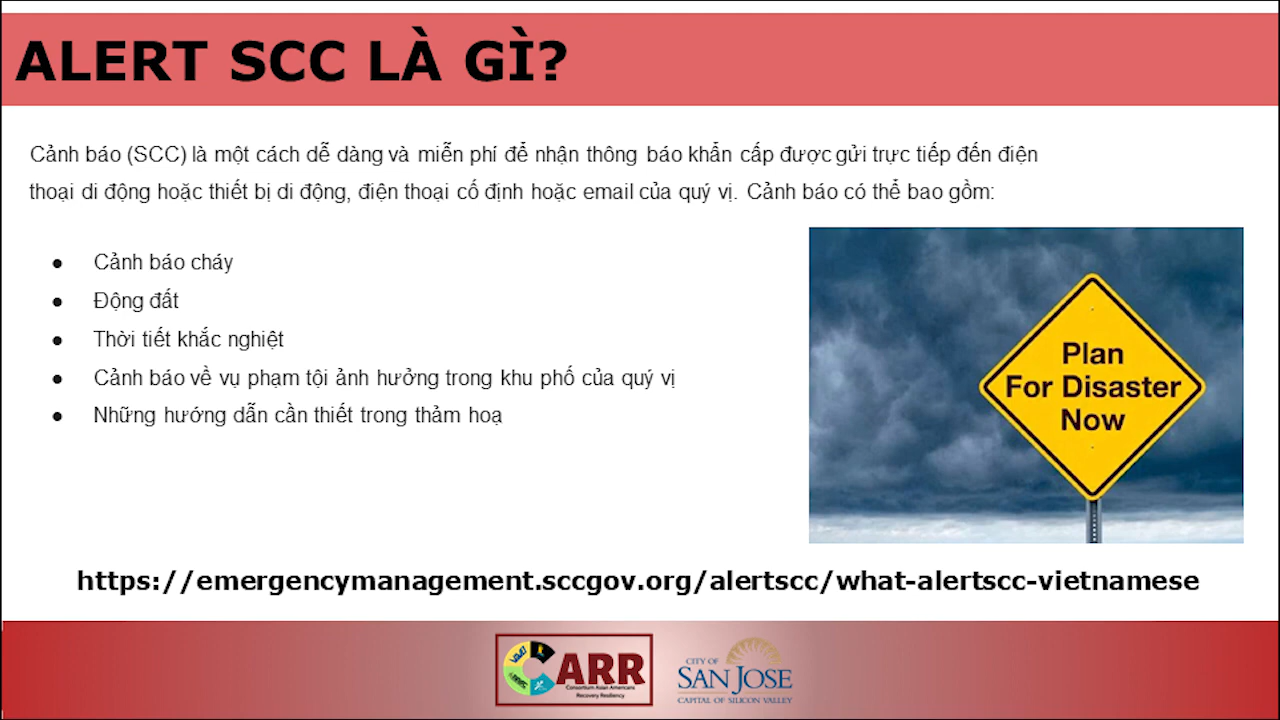 ALERT SCC LÀ GÌ?
Cảnh báo (SCC) là một cách dễ dàng và miễn phí để nhận thông báo khẩn cấp được gửi trực tiếp đến điện
thoại di động hoặc thiết bị di động, điện thoại cố định hoặc email của quý vị. Cảnh báo có thể bao gồm:
● Cảnh báo cháy
● Động đất
● Thời tiết khắc nghiệt
● Cảnh báo về vụ phạm tội ảnh hưởng trong khu phố của quý vị
● Những hướng dẫn cần thiết trong thảm hoạ
Plan
For Disaster
Now
https://emergencymanagement.sccgov.org/alertscc/what-alertscc-vietnamese
CARR
Consortium Asian Americans
Recovery Resiliency
CITY OF
SAN JOSE
CAPITAL OF SILICON VALLEY